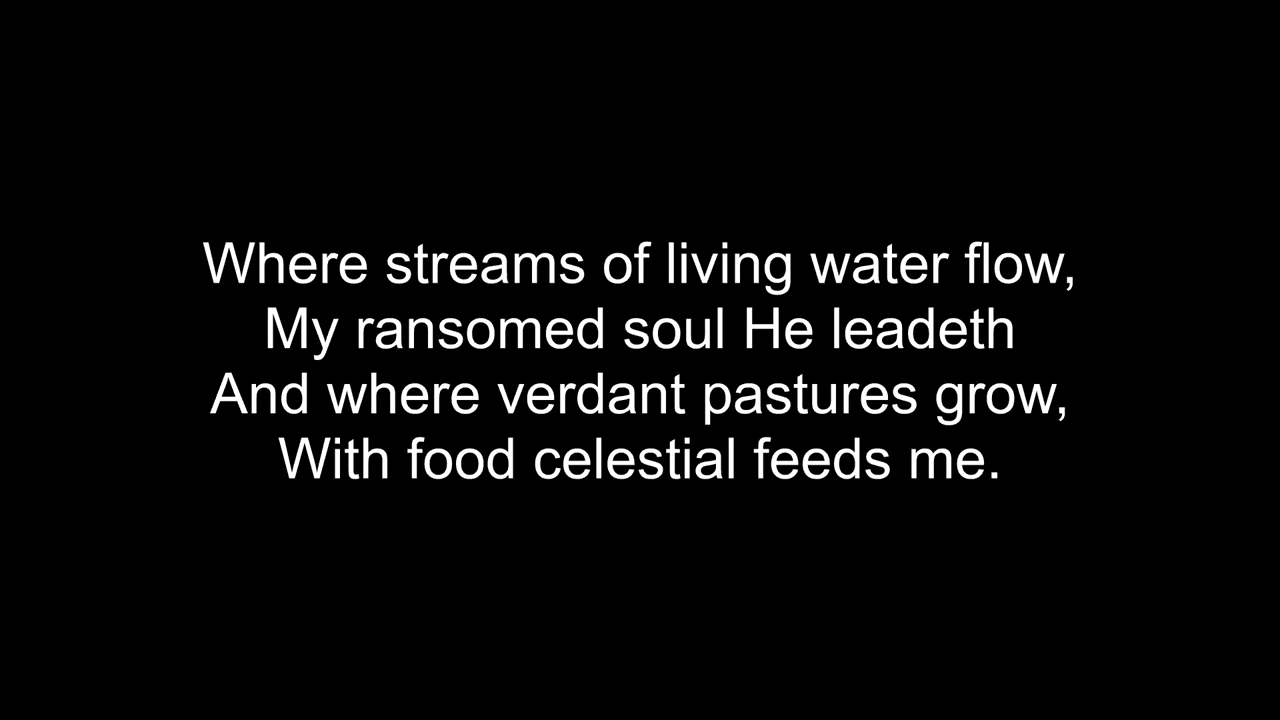 Where streams of living water flow,
My ransomed soul He leadeth
And where verdant pastures grow,
With food celestial feeds me.